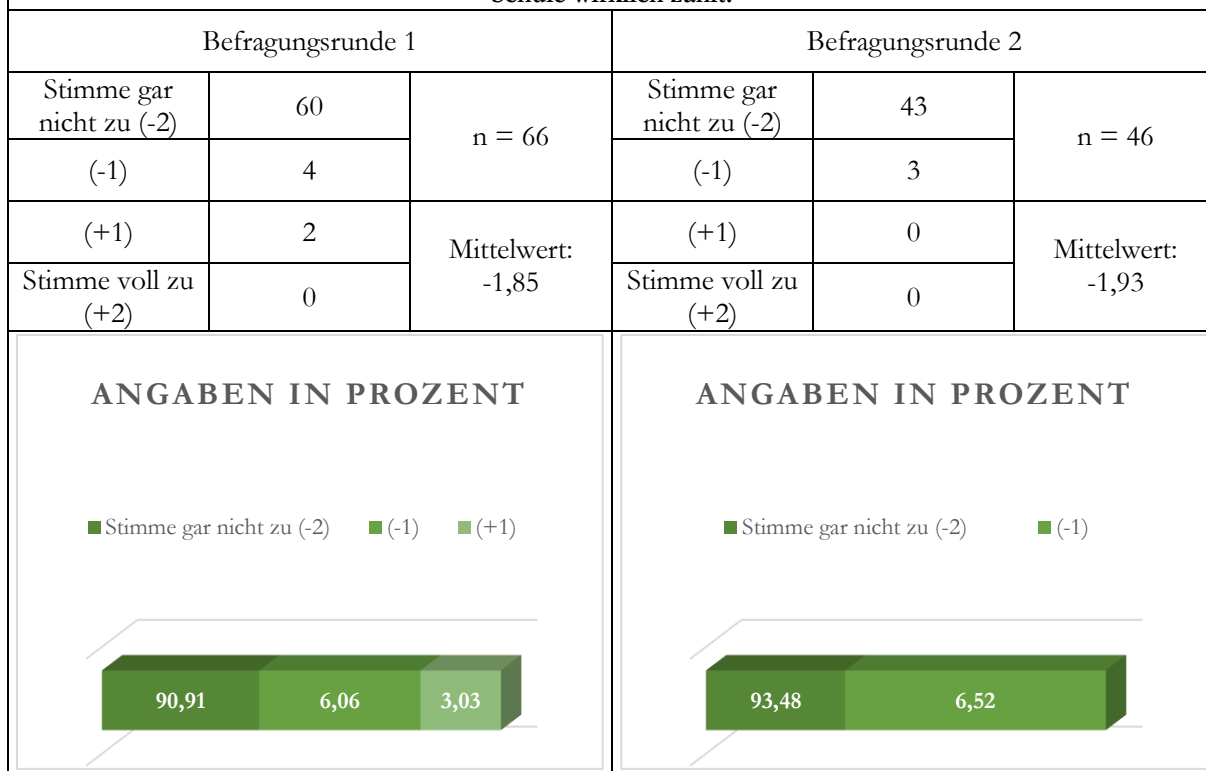 Befragungsrunde 1
Befragungsrunde 2
Stimme gar
nicht zu (-2)
60
n = 66
Stimme gar
nicht zu (-2)
43
n = 46
(-1)
4
(-1)
3
(+1)
2
Mittelwert:
-1,85
(+1)
0
Mittelwert:
-1,93
Stimme voll zu
(+2)
0
Stimme voll zu
(+2)
0
ANGABEN IN PROZENT
Stimme gar nicht zu (-2) (-1) (+1)
90,91 6,06 3,03
ANGABEN IN PROZENT
Stimme gar nicht zu (-2) (-1)
93,48 6,52